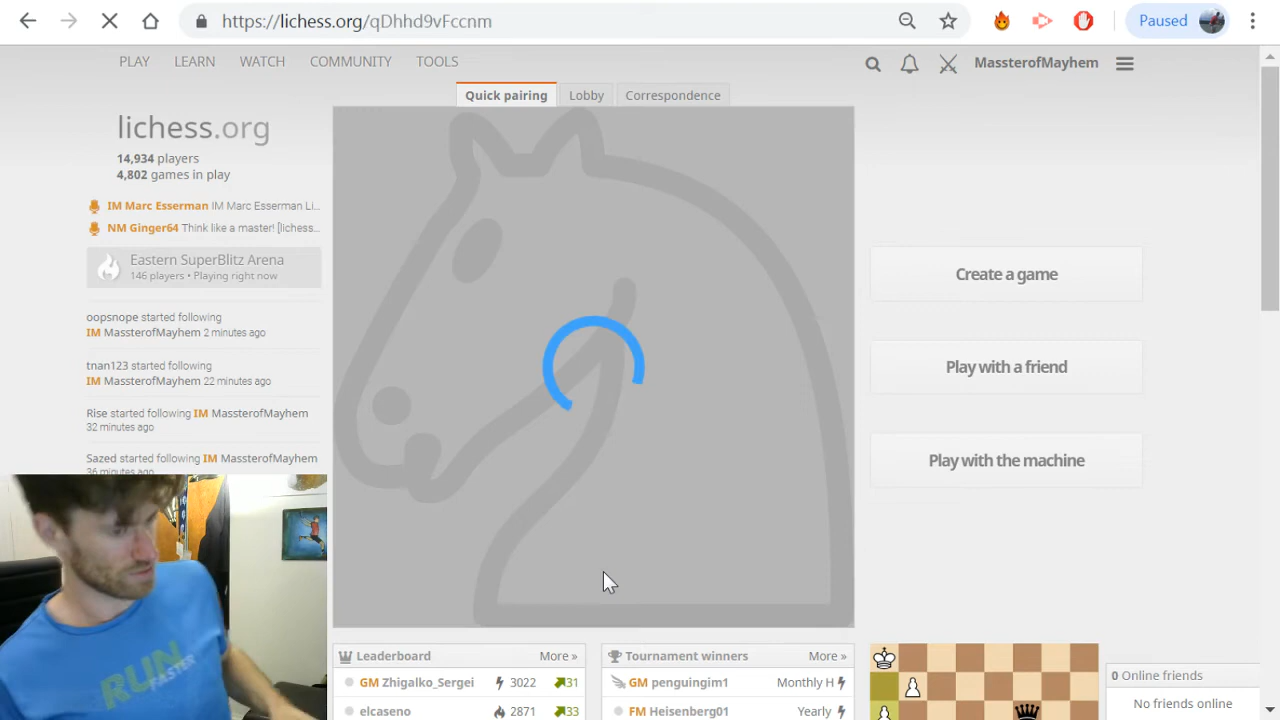 https://lichess.org/qDhhd9vFccnm
Paused
PLAY LEARN WATCH COMMUNITY TOOLS
MassterofMayhem
Quick pairing Lobby Correspondence
lichess.org
14,934 players
4,802 games in play
IM Marc Esserman IM Marc Esserman Li...
NM Ginger64 Think like a master! [lichess...
Eastern SuperBlitz Arena
146 players • Playing right now
oopsnope started following
IM MassterofMayhem 2 minutes ago
tnan123 started following
IM MassterofMayhem 22 minutes ago
Rise started following IM MassterofMayhem
32 minutes ago
Sazed started following IM MassterofMayhem
36 minutes ago
Create a game
Play with a friend
Play with the machine
RUN
FASTER
Leaderboard More »
GM Zhigalko_Sergei 3022 31
elcaseno 2871 33
Tournament winners More »
GM penguingim1 Monthly H
FM Heisenberg01 Yearly
0 Online friends
No friends online